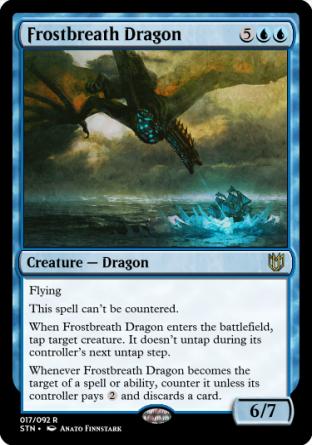 Frostbreath Dragon 5
Creature — Dragon
Flying
This spell can't be countered.
When Frostbreath Dragon enters the battlefield,
tap target creature. It doesn't untap during its
controller's next untap step.
Whenever Frostbreath Dragon becomes the
target of a spell or ability, counter it unless its
controller pays 2 and discards a card.
6/7
017/092 R
STN • Anato Finnstark